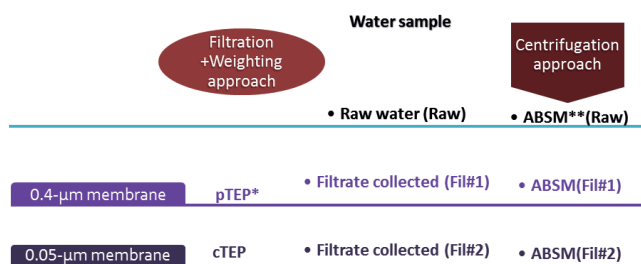 Water sample
Filtration
+Weighting
approach
Centrifugation
approach
• Raw water (Raw)
• ABSM**(Raw)
0.4-µm membrane
pTEP*
• Filtrate collected (Fil#1)
• ABSM(Fil#1)
0.05-µm membrane
cTEP
• Filtrate collected (Fil#2)
• ABSM(Fil#2)